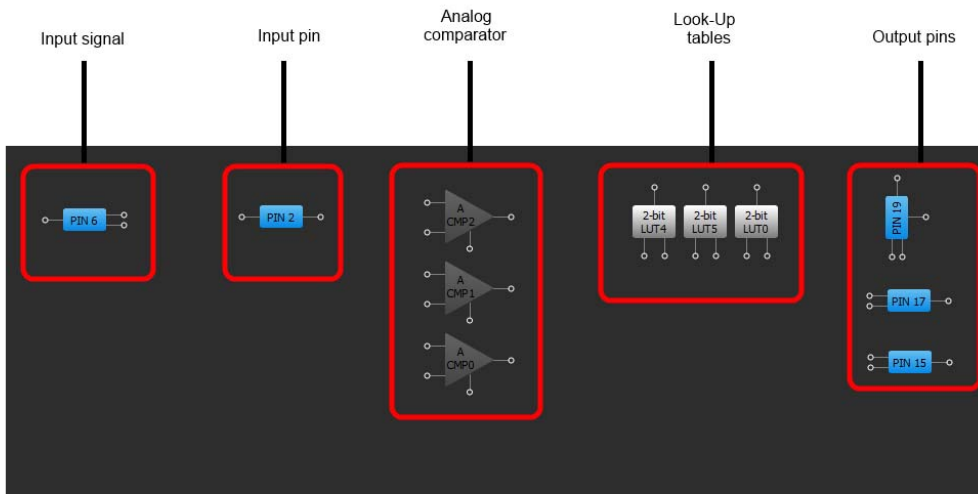 Input signal
Input pin
Analog
comparator
Look-Up
tables
Output pins
PIN 6
PIN 2
A
CMP2
A
CMP1
A
CMP0
2-bit
LUT4
2-bit
LUT5
2-bit
LUT0
PIN 19
PIN 17
PIN 15